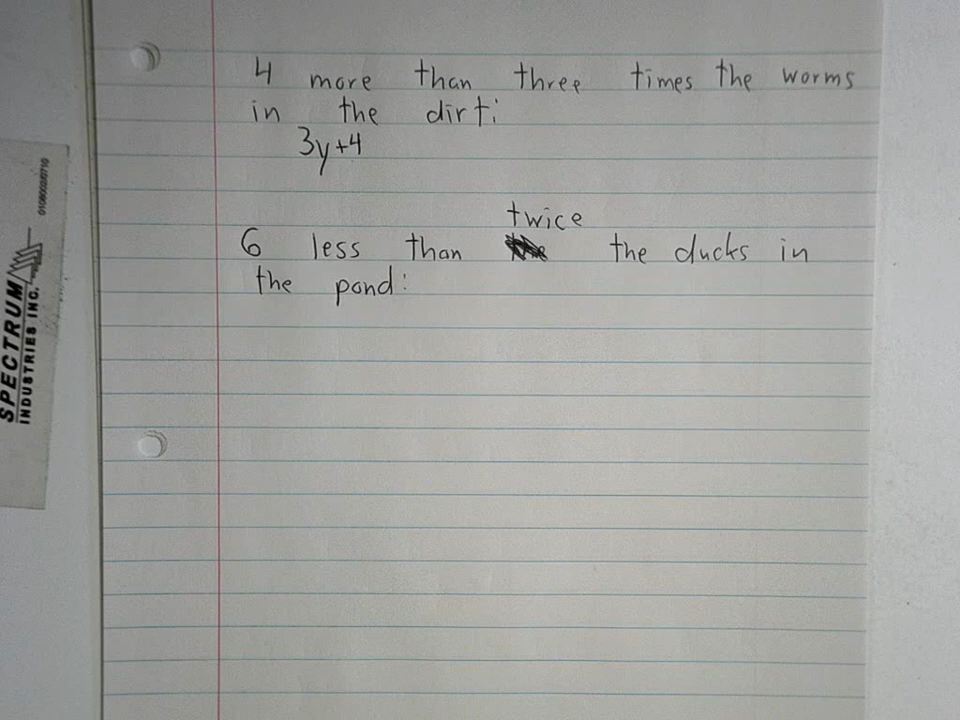 4 more than three times the worms
in the dirt:
3y+4
twice
6 less than the ducks in
the pond:
SPECTRUM
INDUSTRIES INC.